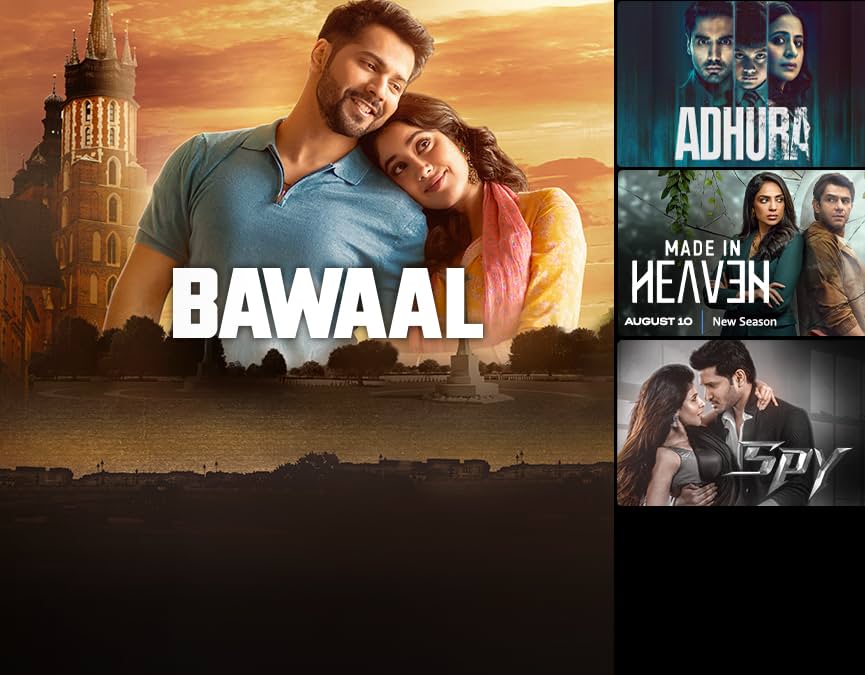 BAWAAL
ADHURA
MADE IN
HEAVEN
AUGUST 10 | New Season
SPY